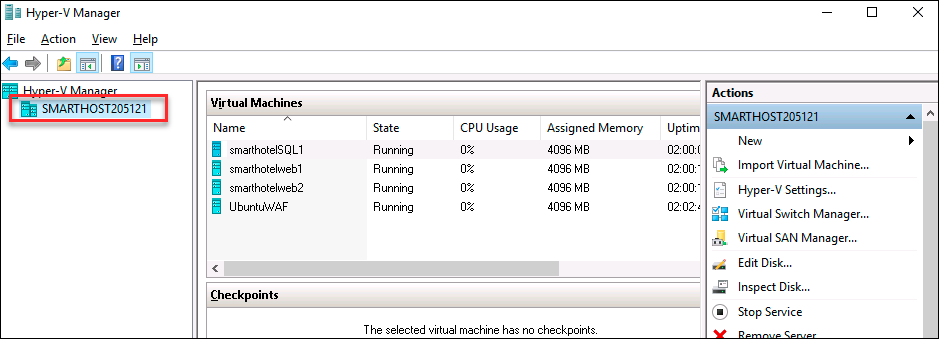 Hyper-V Manager
File Action View Help
Hyper-V Manager
SMARTHOST205121
Virtual Machines
Name State CPU Usage Assigned Memory Uptim
smarthotelSQL1 Running 0% 4096 MB 02:00:0
smarthotelweb1 Running 0% 4096 MB 02:00:1
smarthotelweb2 Running 0% 4096 MB 02:00:1
UbuntuWAF Running 0% 4096 MB 02:02:4
Checkpoints
The selected virtual machine has no checkpoints.
Actions
SMARTHOST205121
New
Import Virtual Machine...
Hyper-V Settings...
Virtual Switch Manager...
Virtual SAN Manager...
Edit Disk...
Inspect Disk...
Stop Service
Remove Server